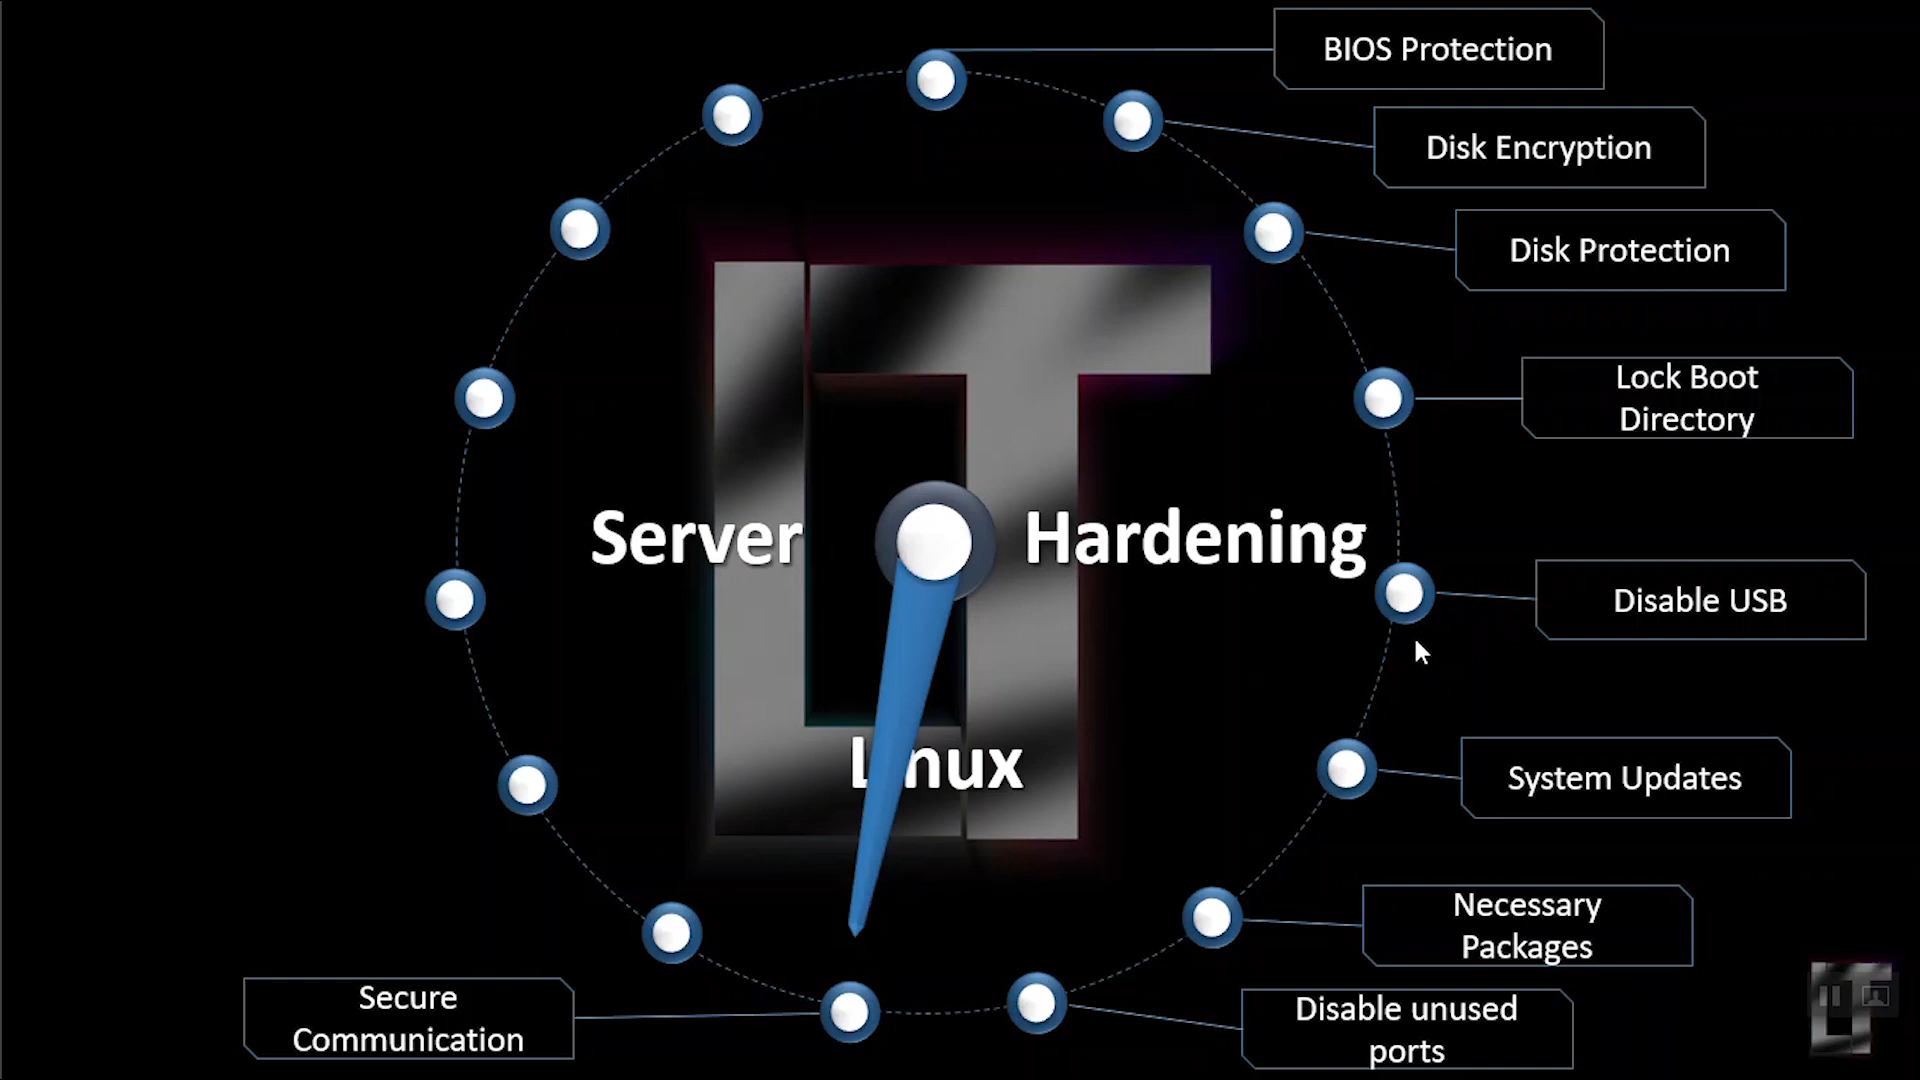 BIOS Protection
Disk Encryption
Disk Protection
Lock Boot
Directory
Server
Hardening
Disable USB
Linux
System Updates
Necessary
Packages
Secure
Communication
Disable unused
ports